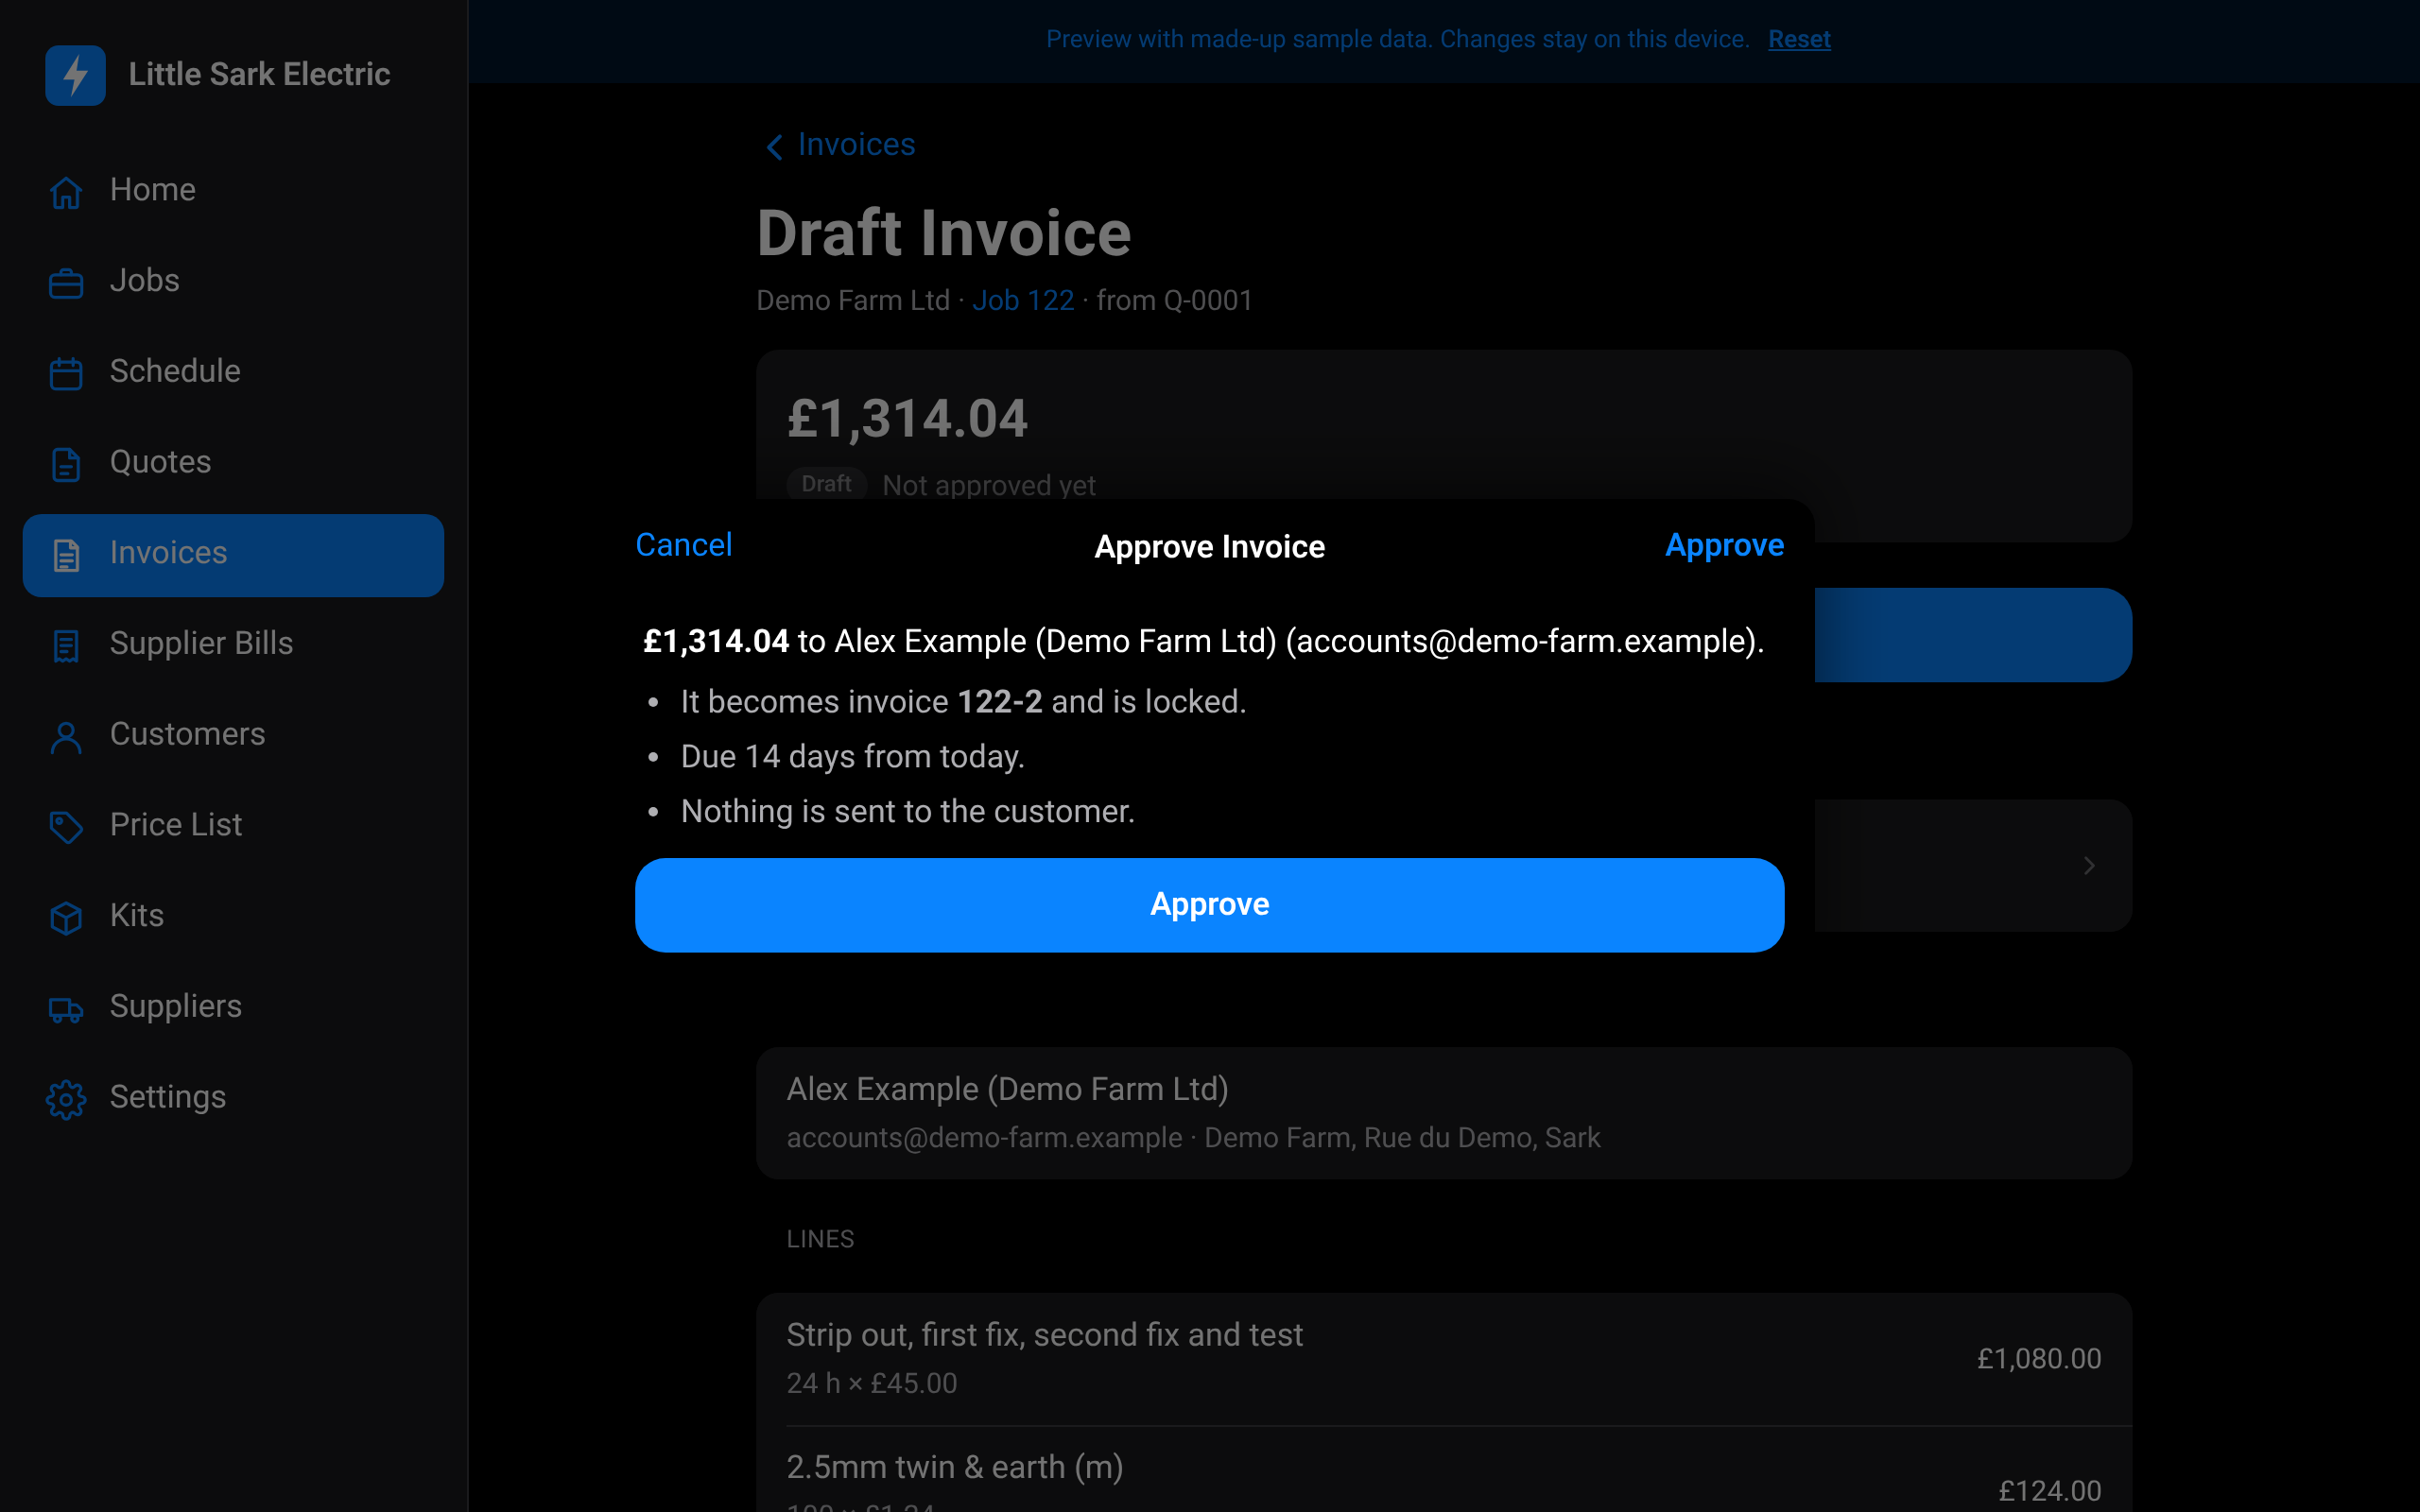 Little Sark Electric
Home
Jobs
Schedule
Quotes
Invoices
Supplier Bills
Customers
Price List
Kits
Suppliers
Settings
Preview with made-up sample data. Changes stay on this device. Reset
Invoices
Draft Invoice
Demo Farm Ltd · Job 122 · from Q-0001
£1,314.04
Draft Not approved yet
Cancel Approve Invoice Approve
£1,314.04 to Alex Example (Demo Farm Ltd) (accounts@demo-farm.example).
• It becomes invoice 122-2 and is locked.
• Due 14 days from today.
• Nothing is sent to the customer.
Approve
Alex Example (Demo Farm Ltd)
accounts@demo-farm.example · Demo Farm, Rue du Demo, Sark
LINES
Strip out, first fix, second fix and test
£1,080.00
24 h × £45.00
2.5mm twin & earth (m)
£124.00